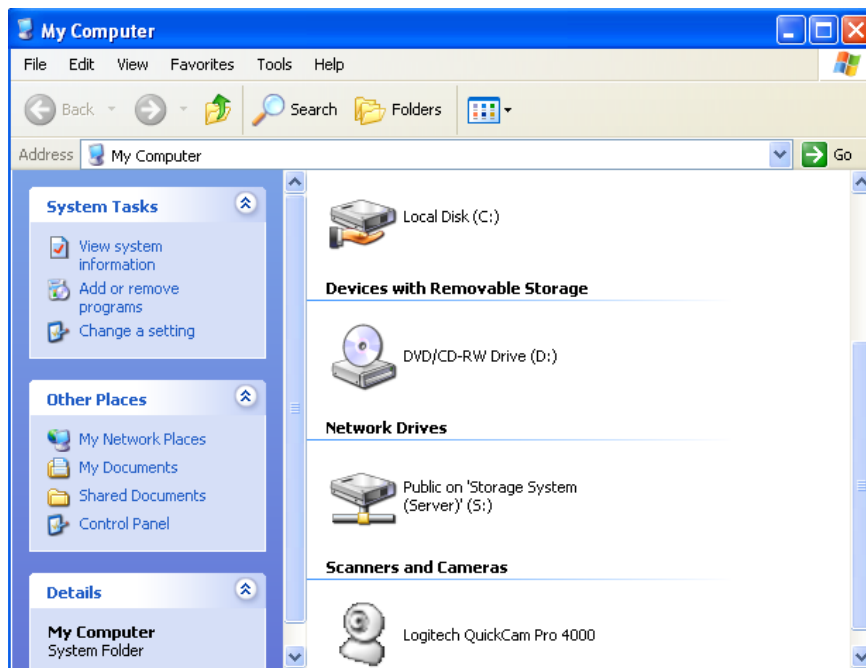 My Computer
File Edit View Favorites Tools Help
Back Search Folders
Address My Computer Go
System Tasks
View system
information
Add or remove
programs
Change a setting
Other Places
My Network Places
My Documents
Shared Documents
Control Panel
Details
My Computer
System Folder
Local Disk (C:)
Devices with Removable Storage
DVD/CD-RW Drive (D:)
Network Drives
Public on 'Storage System
(Server)' (S:)
Scanners and Cameras
Logitech QuickCam Pro 4000